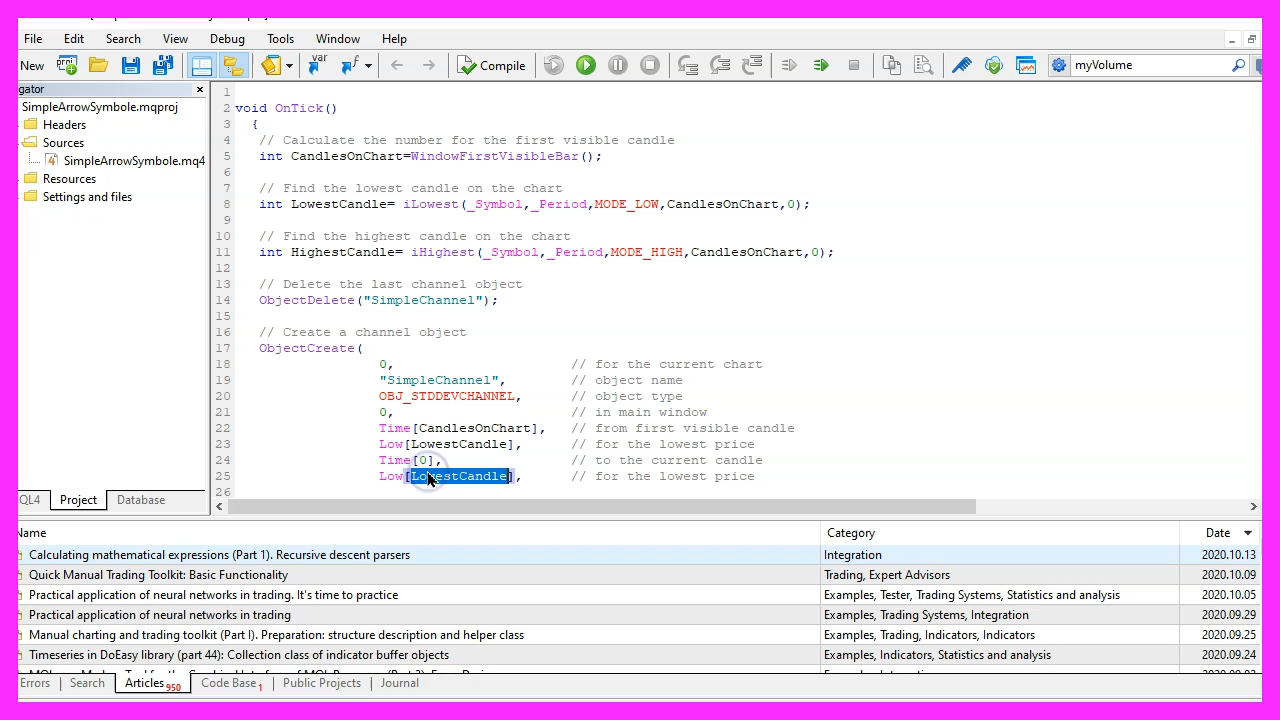 File Edit Search View Debug Tools Window Help
New Compile myVolume
gator
SimpleArrowSymbole.mqproj
Headers
Sources
SimpleArrowSymbole.mq4
Resources
Settings and files
QL4 Project Database
1
2 void OnTick()
3 {
4 // Calculate the number for the first visible candle
5 int CandlesOnChart=WindowFirstVisibleBar();
6
7 // Find the lowest candle on the chart
8 int LowestCandle= iLowest(_Symbol,_Period,MODE_LOW,CandlesOnChart,0);
9
10 // Find the highest candle on the chart
11 int HighestCandle= iHighest(_Symbol,_Period,MODE_HIGH,CandlesOnChart,0);
12
13 // Delete the last channel object
14 ObjectDelete("SimpleChannel");
15
16 // Create a channel object
17 ObjectCreate(
18 0, // for the current chart
19 "SimpleChannel", // object name
20 OBJ_STDDEVCHANNEL, // object type
21 0, // in main window
22 Time[CandlesOnChart], // from first visible candle
23 Low[LowestCandle], // for the lowest price
24 Time[0], // to the current candle
25 Low[LowestCandle], // for the lowest price
26
Name Category Date
Calculating mathematical expressions (Part 1). Recursive descent parsers Integration 2020.10.13
Quick Manual Trading Toolkit: Basic Functionality Trading, Expert Advisors 2020.10.09
Practical application of neural networks in trading. It's time to practice Examples, Tester, Trading Systems, Statistics and analysis 2020.10.05
Practical application of neural networks in trading Examples, Trading Systems, Integration 2020.09.29
Manual charting and trading toolkit (Part I). Preparation: structure description and helper class Examples, Trading, Indicators, Indicators 2020.09.25
Timeseries in DoEasy library (part 44): Collection class of indicator buffer objects Examples, Indicators, Statistics and analysis 2020.09.24
Errors Search Articles 950 Code Base 1 Public Projects Journal